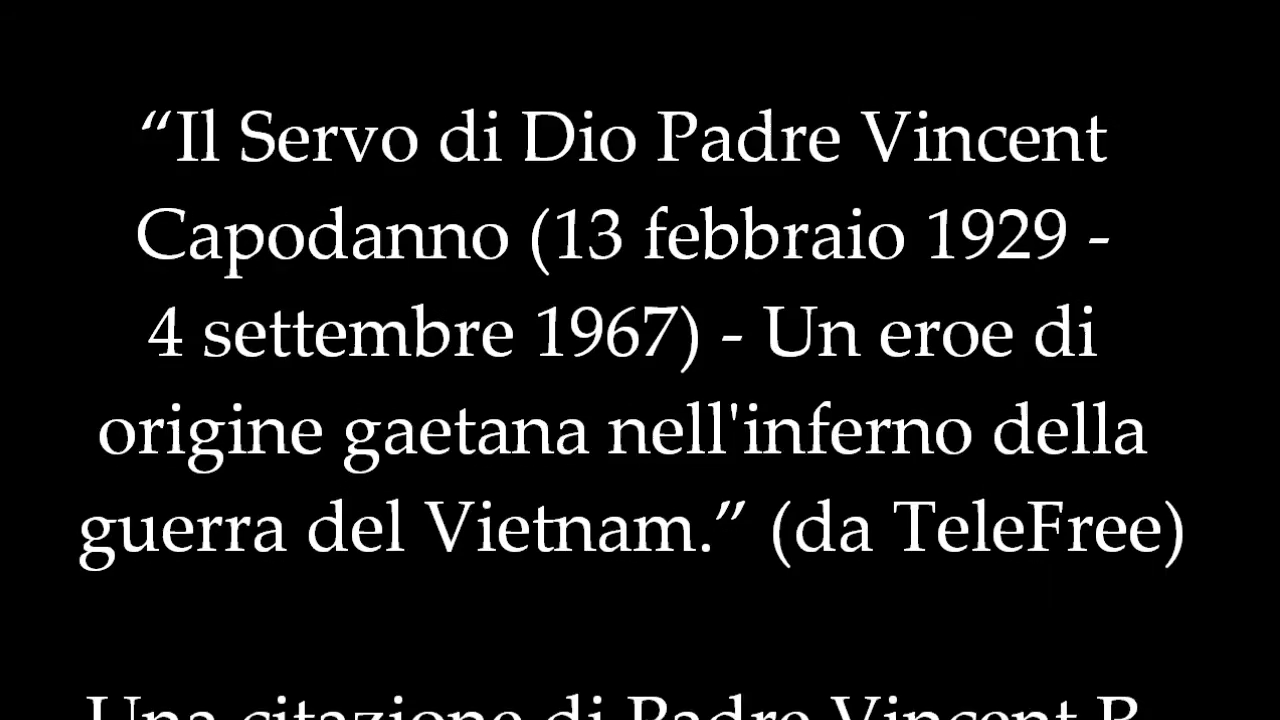 “Il Servo di Dio Padre Vincent
Capodanno (13 febbraio 1929 -
4 settembre 1967) - Un eroe di
origine gaetana nell'inferno della
guerra del Vietnam.” (da TeleFree)
Una citazione di Padre Vincent R